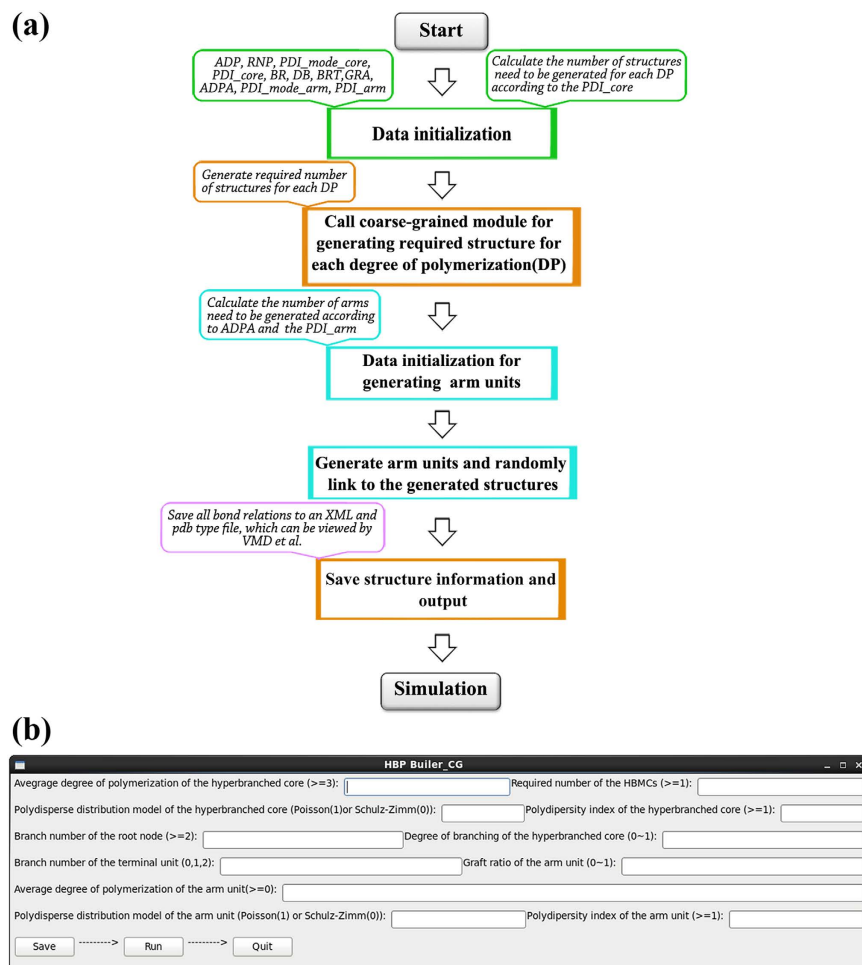 (a)
Start
ADP, RNP, PDI_mode_core,
PDI_core, BR, DB, BRT,GRA,
ADPA, PDI_mode_arm, PDI_arm
Calculate the number of structures
need to be generated for each DP
according to the PDI_core
Data initialization
Generate required number
of structures for each DP
Call coarse-grained module for
generating required structure for
each degree of polymerization(DP)
Calculate the number of arms
need to be generated according
to ADPA and the PDI_arm
Data initialization for
generating arm units
Generate arm units and randomly
link to the generated structures
Save all bond relations to an XML and
pdb type file, which can be viewed by
VMD et al.
Save structure information and
output
Simulation
(b)
HBP Builer_CG
Avegrage degree of polymerization of the hyperbranched core (>=3): Required number of the HBMCs (>=1):
Polydisperse distribution model of the hyperbranched core (Poisson(1)or Schulz-Zimm(0)): Polydipersity index of the hyperbranched core (>=1):
Branch number of the root node (>=2): Degree of branching of the hyperbranched core (0~1):
Branch number of the terminal unit (0,1,2): Graft ratio of the arm unit (0~1):
Average degree of polymerization of the arm unit(>=0):
Polydisperse distribution model of the arm unit (Poisson(1) or Schulz-Zimm(0)): Polydipersity index of the arm unit (>=1):
Save ---------> Run ---------> Quit